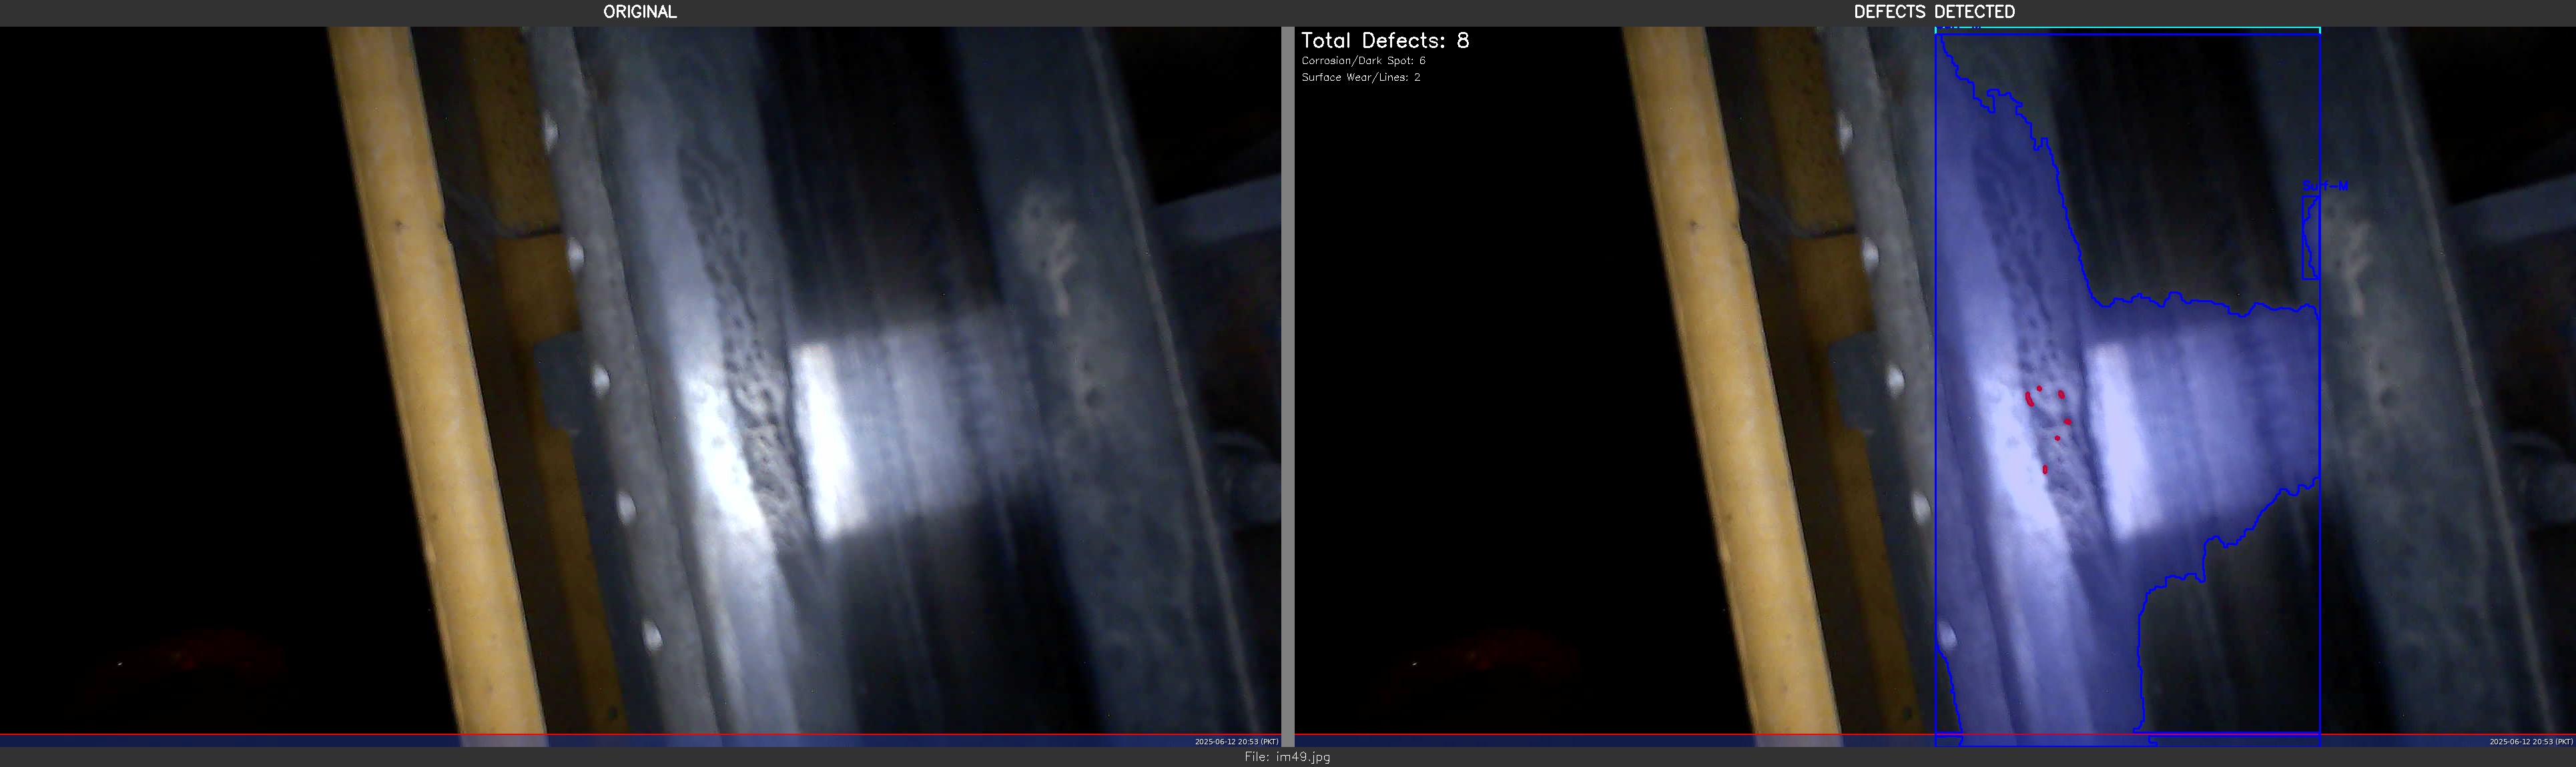 ORIGINAL
DEFECTS DETECTED
Total Defects: 8
Corrosion/Dark Spot: 6
Surface Wear/Lines: 2
Surf-M
2025-06-12 20:53 (PKT)
2025-06-12 20:53 (PKT)
File: im49.jpg